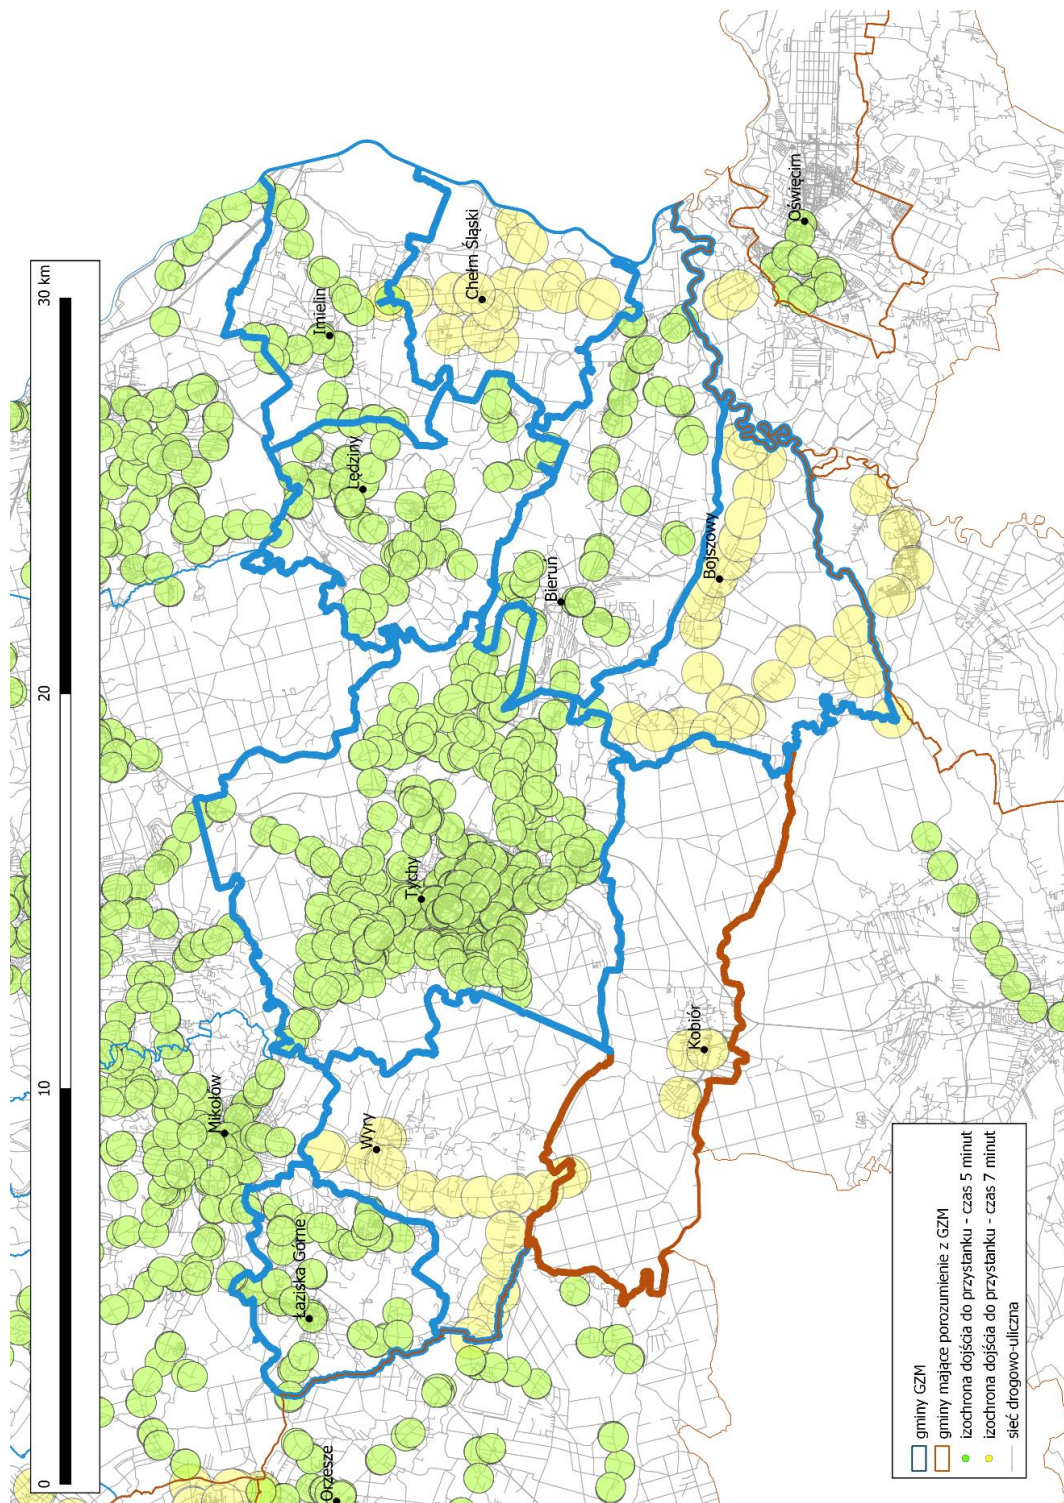 0
10
20
30 km
Orzesze
Łaziska Górne
Mikołów
Wyry
Kobiór
Tychy
Bieruń
Bojszowy
Lędziny
Imielin
Chełm Śląski
Oświęcim
gminy GZM
gminy mające porozumienie z GZM
izochrona dojścia do przystanku - czas 5 minut
izochrona dojścia do przystanku - czas 7 minut
sieć drogowo-uliczna